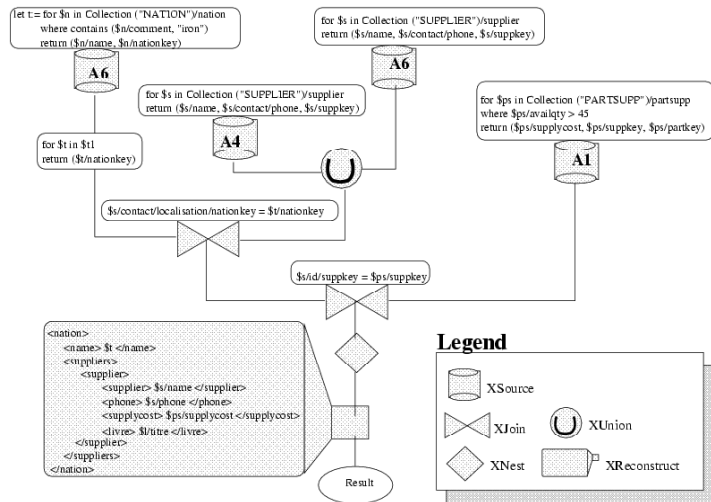 let t:= for $n in Collection ("NATION")/nation
where contains ($n/comment, "iron")
return ($n/name, $n/nationkey)
A6
for $s in Collection ("SUPPLIER")/supplier
return ($s/name, $s/contact/phone, $s/suppkey)
A6
for $s in Collection ("SUPPLIER")/supplier
return ($s/name, $s/contact/phone, $s/suppkey)
A4
for $ps in Collection ("PARTSUPP")/partsupp
where $ps/availqty > 45
return ($ps/supplycost, $ps/suppkey, $ps/partkey)
A1
for $t in $t1
return ($t/nationkey)
$s/contact/localisation/nationkey = $t/nationkey
$s/id/suppkey = $ps/suppkey
<nation>
<name> $t </name>
<suppliers>
<supplier>
<supplier> $s/name </supplier>
<phone> $s/phone </phone>
<supplycost> $ps/supplycost </supplycost>
<livre> $l/titre </livre>
</supplier>
</suppliers>
</nation>
Result
Legend
XSource
XJoin
XUnion
XNest
XReconstruct